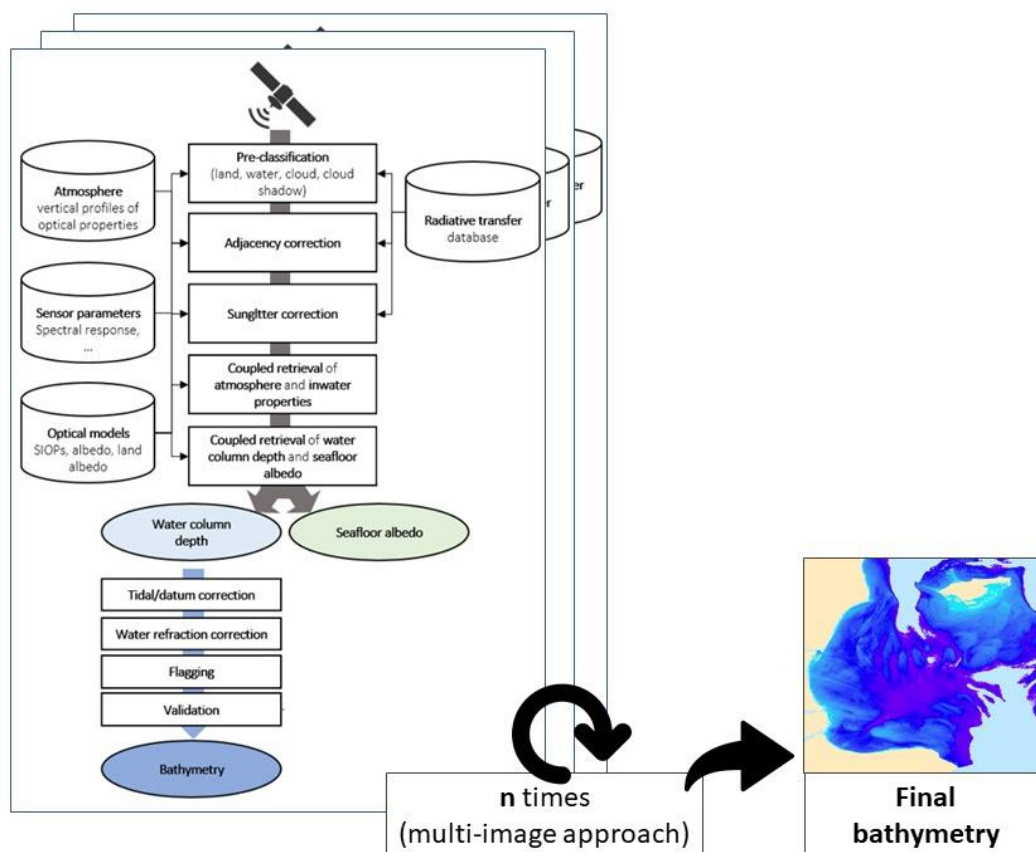 Pre-classification
(land, water, cloud, cloud
shadow)
Atmosphere
vertical profiles of
optical properties
Radiative transfer
database
er
er
Adjacency correction
Sensor parameters
Spectral response,
...
Sungltter correction
Coupled retrieval of
atmosphere and inwater
properties
Optical models
SIOPs, albedo, land
albedo
Coupled retrieval of water
column depth and seafloor
albedo
Water column
depth
Seafloor albedo
Tidal/datum correction
Water refraction correction
Flagging
Validation
Bathymetry
n times
(multi-image approach)
Final
bathymetry